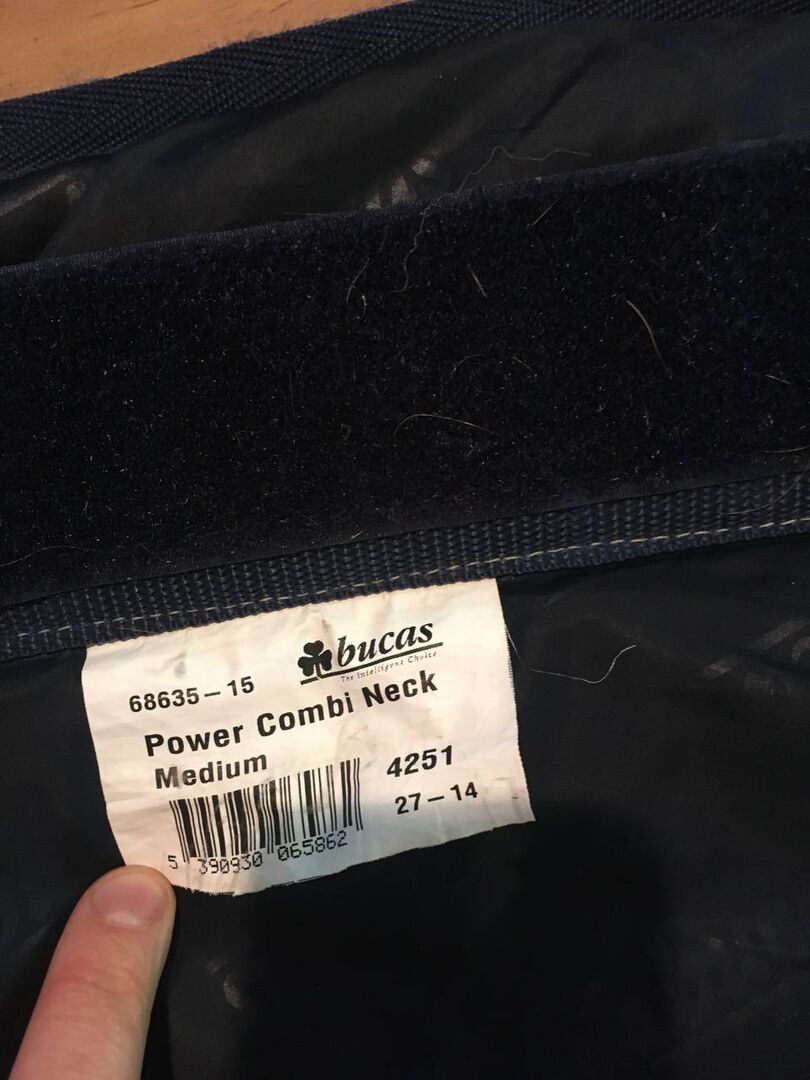 bucas
The Intelligent Choice
68635-15
Power Combi Neck
Medium
4251
27-14
5 390930 065862